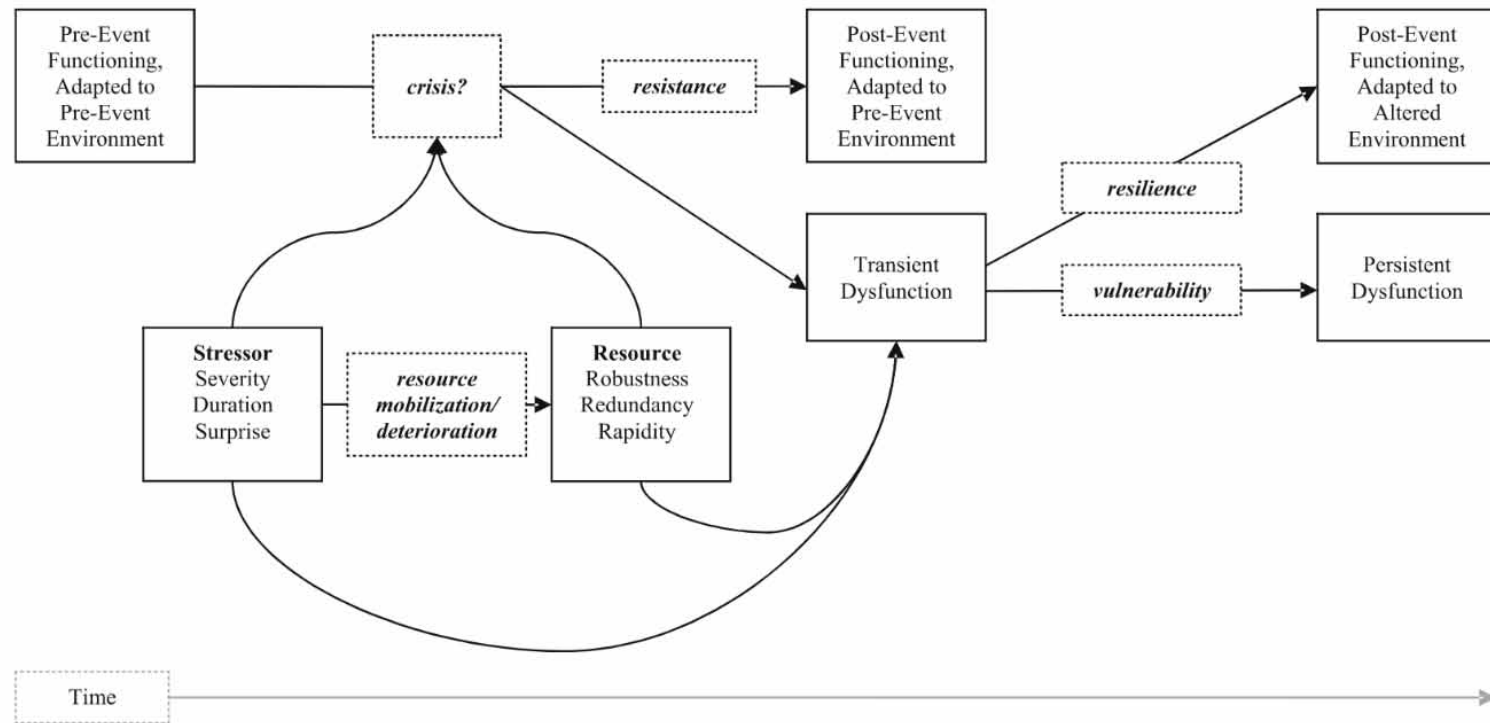 Pre-Event
Functioning,
Adapted to
Pre-Event
Environment
crisis?
resistance
Post-Event
Functioning,
Adapted to
Pre-Event
Environment
Post-Event
Functioning,
Adapted to
Altered
Environment
resilience
Transient
Dysfunction
vulnerability
Persistent
Dysfunction
Stressor
Severity
Duration
Surprise
resource
mobilization/
deterioration
Resource
Robustness
Redundancy
Rapidity
Time